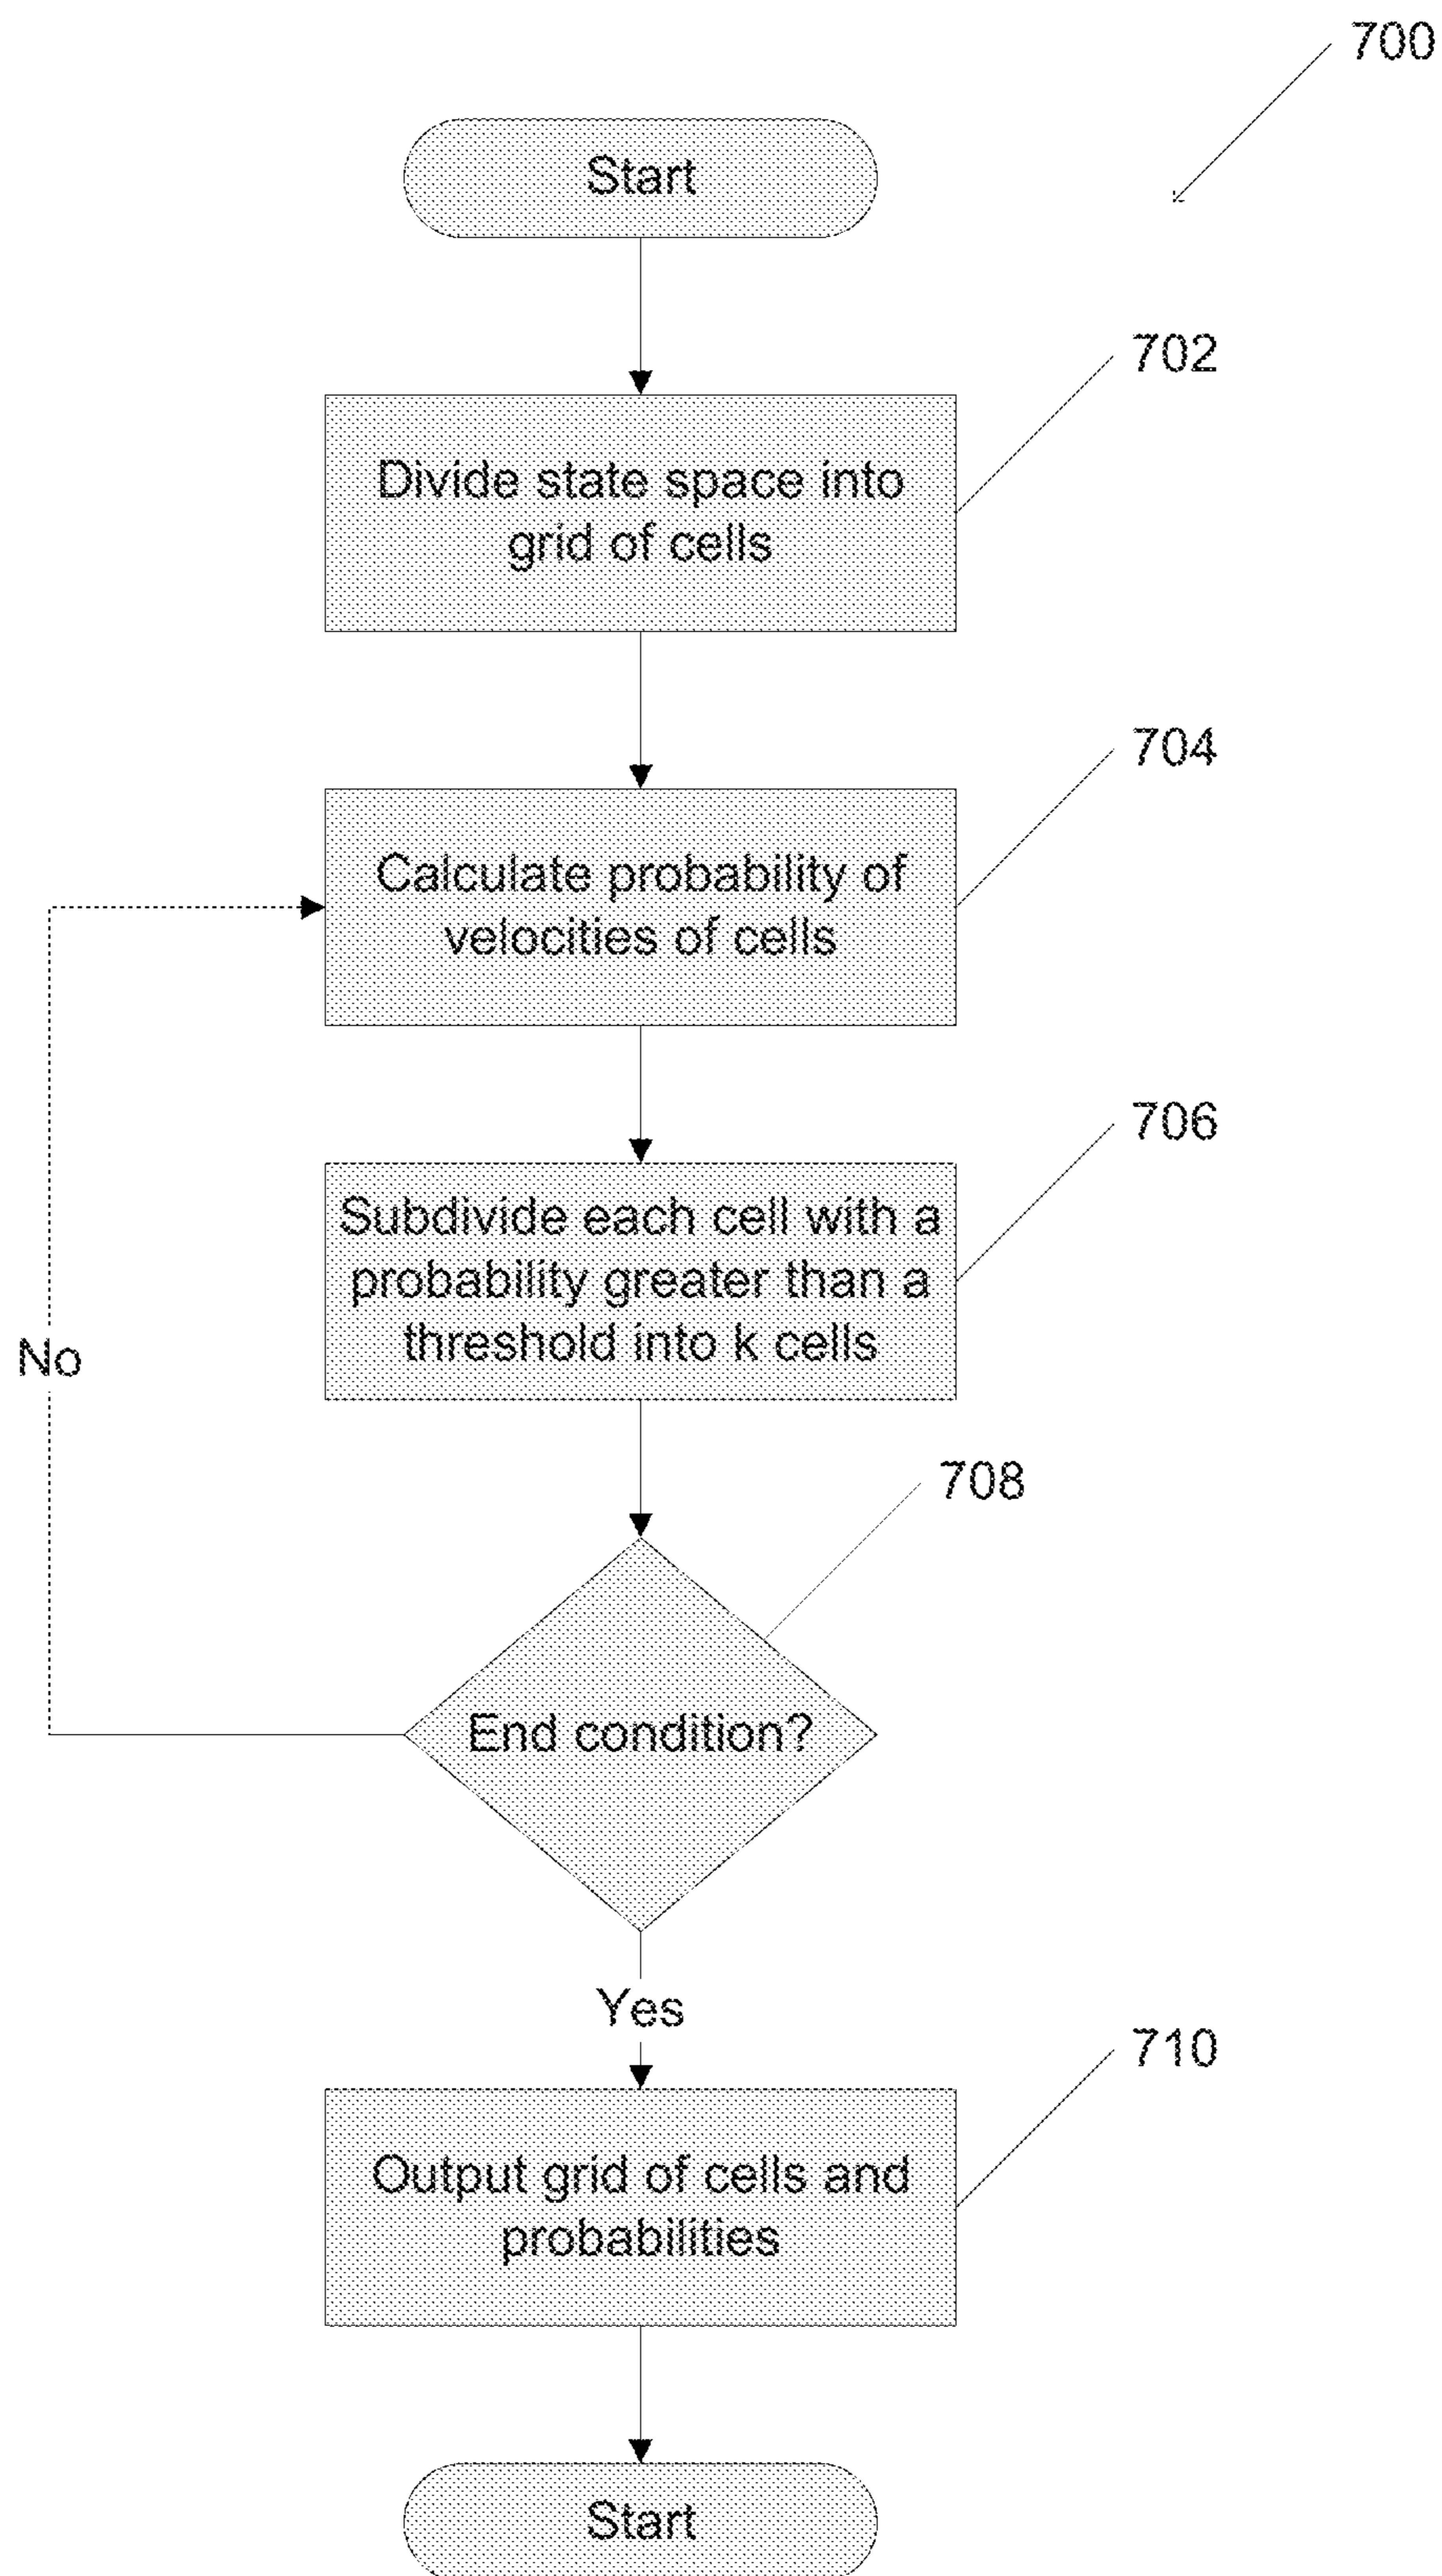 700
Start
702
Divide state space into
grid of cells
704
Calculate probability of
velocities of cells
706
Subdivide each cell with a
probability greater than a
threshold into k cells
No
708
End condition?
Yes
710
Output grid of cells and
probabilities
Start